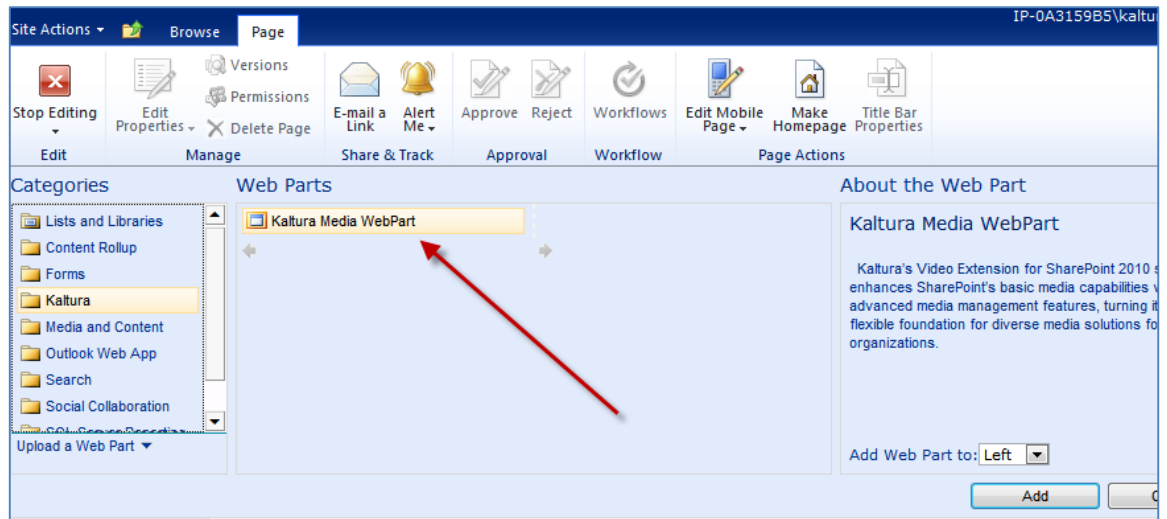 IP-0A3159B5\kaltu
Site Actions
Browse
Page
Stop Editing
Edit Properties
Versions
Permissions
Delete Page
E-mail a Link
Alert Me
Approve
Reject
Workflows
Edit Mobile Page
Make Homepage
Title Bar Properties
Edit
Manage
Share & Track
Approval
Workflow
Page Actions
Categories
Lists and Libraries
Content Rollup
Forms
Kaltura
Media and Content
Outlook Web App
Search
Social Collaboration
Upload a Web Part
Web Parts
Kaltura Media WebPart
About the Web Part
Kaltura Media WebPart
Kaltura's Video Extension for SharePoint 2010 s
enhances SharePoint's basic media capabilities
advanced media management features, turning it
flexible foundation for diverse media solutions fo
organizations.
Add Web Part to: Left
Add